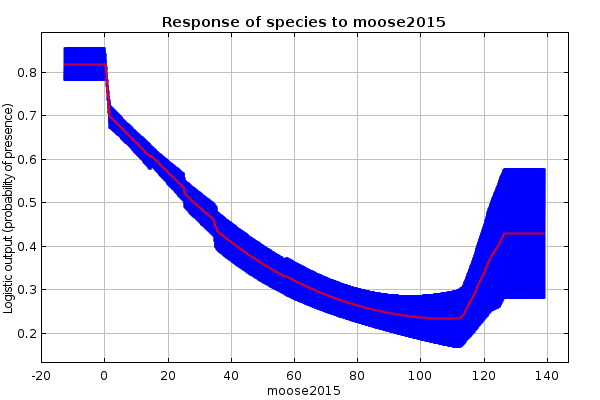 Response of species to moose2015
Logistic output (probability of presence)
0.8
0.7
0.6
0.5
0.4
0.3
0.2
-20 0 20 40 60 80 100 120 140
moose2015